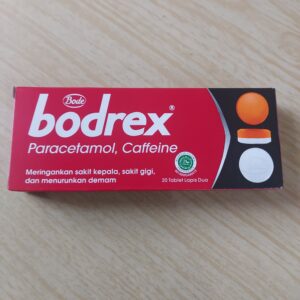 Bode
bodrex®
Paracetamol, Caffeine
Meringankan sakit kepala, sakit gigi,
dan menurunkan demam
20 Tablet Lapis Dua